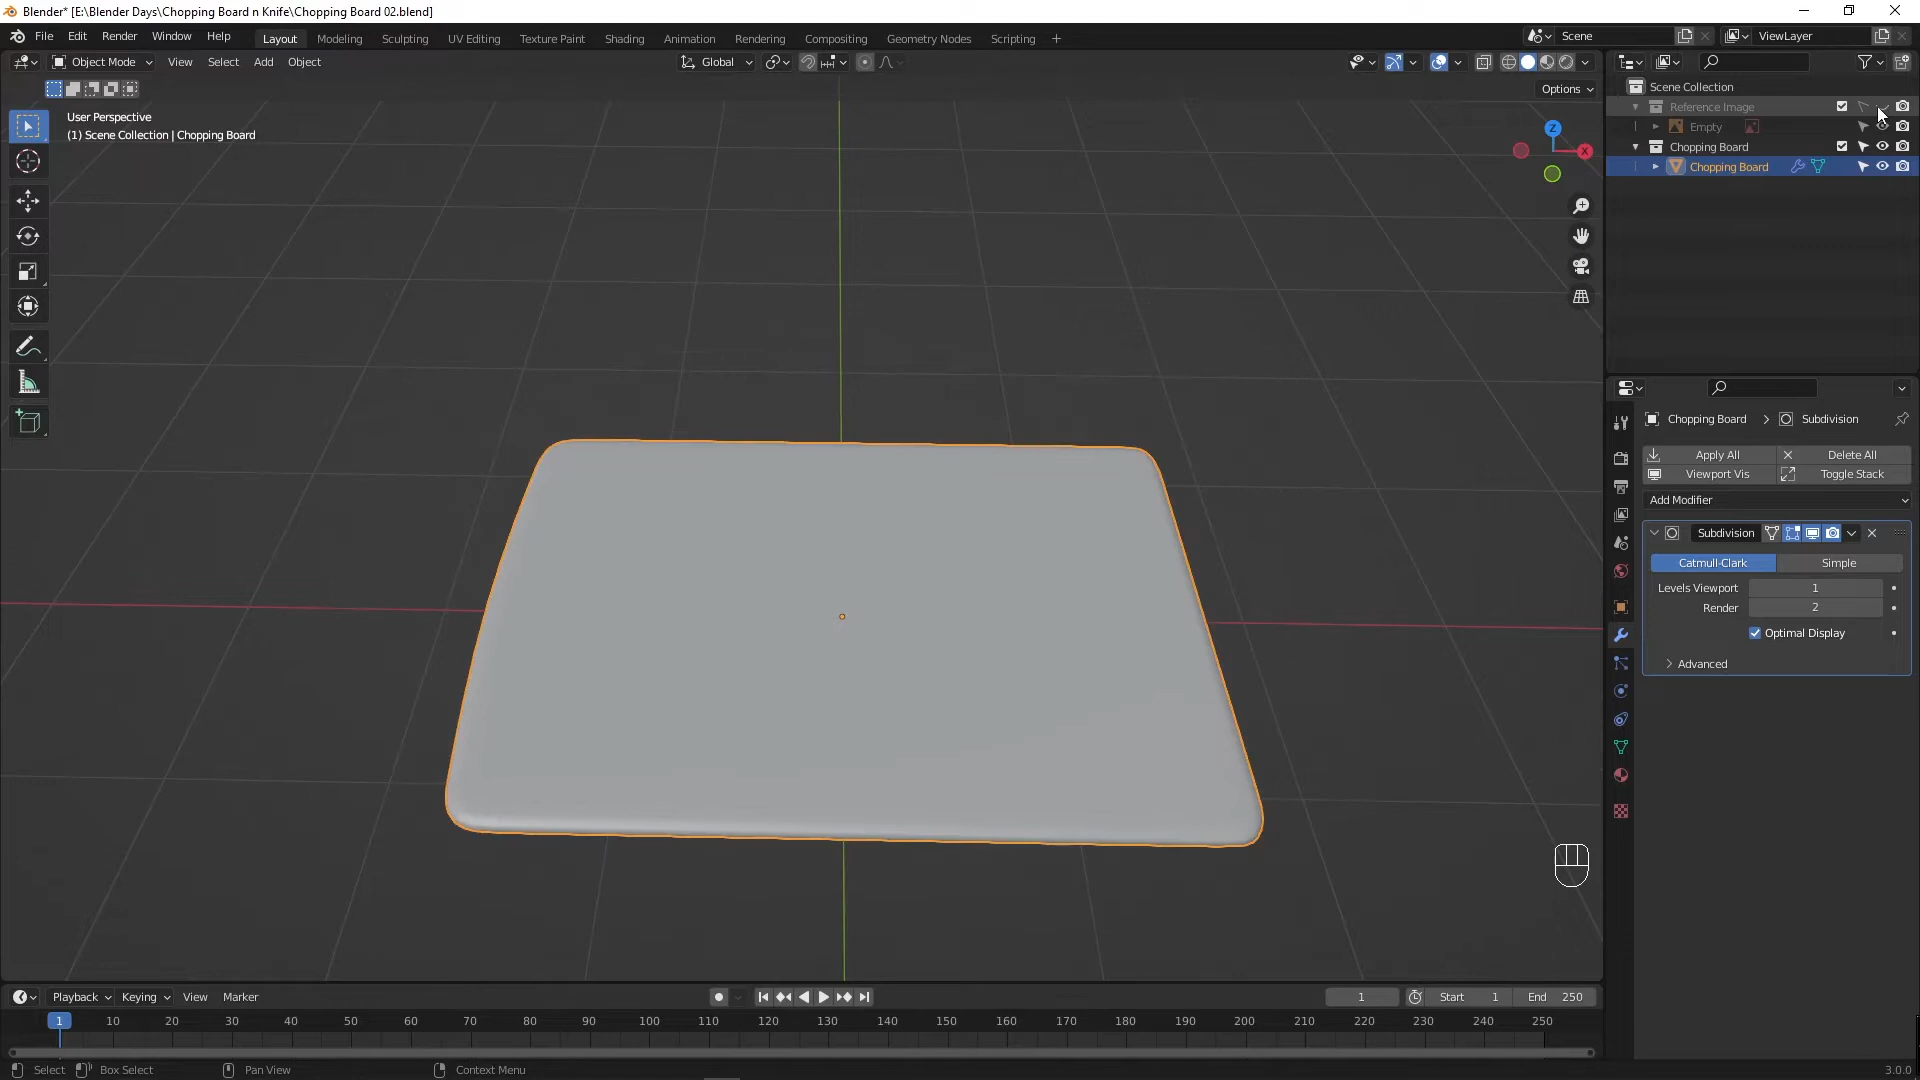 Blender* [E:\Blender Days\Chopping Board n Knife\Chopping Board 02.blend]
File Edit Render Window Help Layout Modeling Sculpting UV Editing Texture Paint Shading Animation Rendering Compositing Geometry Nodes Scripting + Scene ViewLayer
Object Mode View Select Add Object Global
Options
User Perspective
(1) Scene Collection | Chopping Board
Z
X
Scene Collection
Reference Image
Empty
Chopping Board
Chopping Board
Chopping Board > Subdivision
Apply All Delete All
Viewport Vis Toggle Stack
Add Modifier
Subdivision
Catmull-Clark Simple
Levels Viewport 1
Render 2
Optimal Display
Advanced
Playback Keying View Marker 1 Start 1 End 250
1 10 20 30 40 50 60 70 80 90 100 110 120 130 140 150 160 170 180 190 200 210 220 230 240 250
Select Box Select Pan View Context Menu 3.0.0